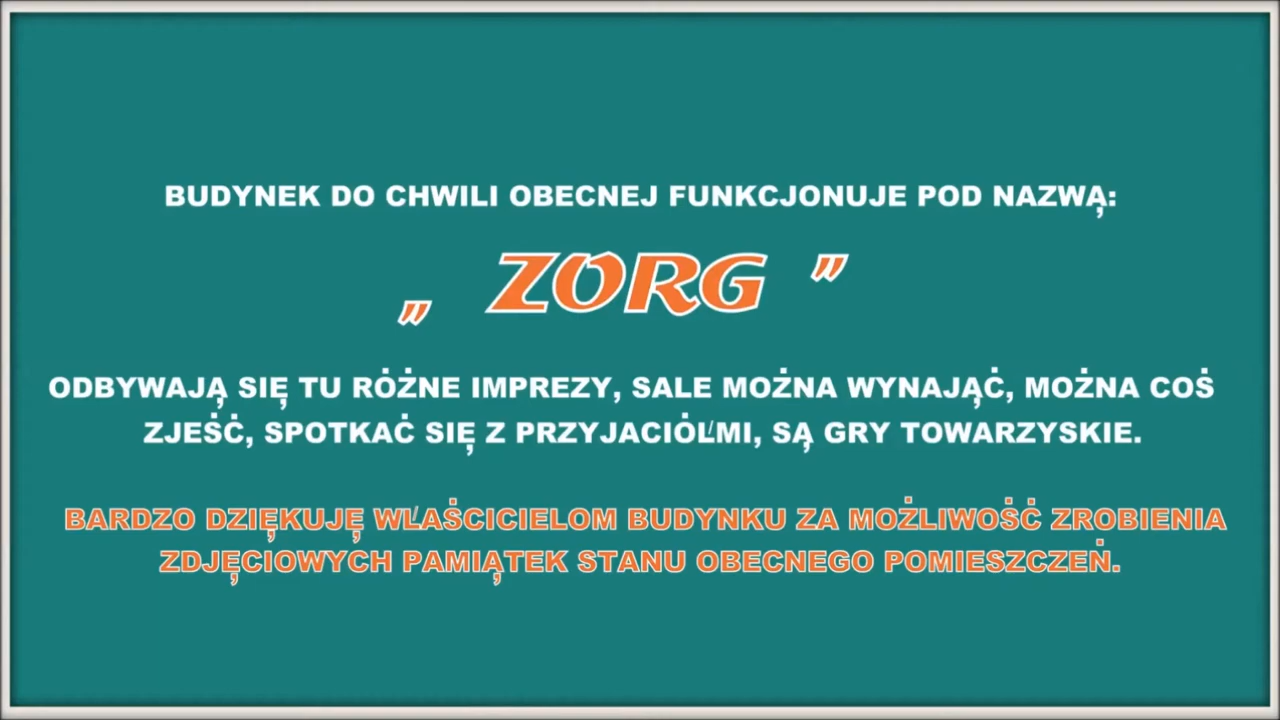 BUDYNEK DO CHWILI OBECNEJ FUNKCJONUJE POD NAZWĄ:
„ ZORG ”
ODBYWAJĄ SIĘ TU RÓŻNE IMPREZY, SALE MOŻNA WYNAJĄĆ, MOŻNA COŚ
ZJEŚĆ, SPOTKAĆ SIĘ Z PRZYJACIÓŁMI, SĄ GRY TOWARZYSKIE.
BARDZO DZIĘKUJĘ WŁAŚCICIELOM BUDYNKU ZA MOŻLIWOŚĆ ZROBIENIA
ZDJĘCIOWYCH PAMIĄTEK STANU OBECNEGO POMIESZCZEŃ.